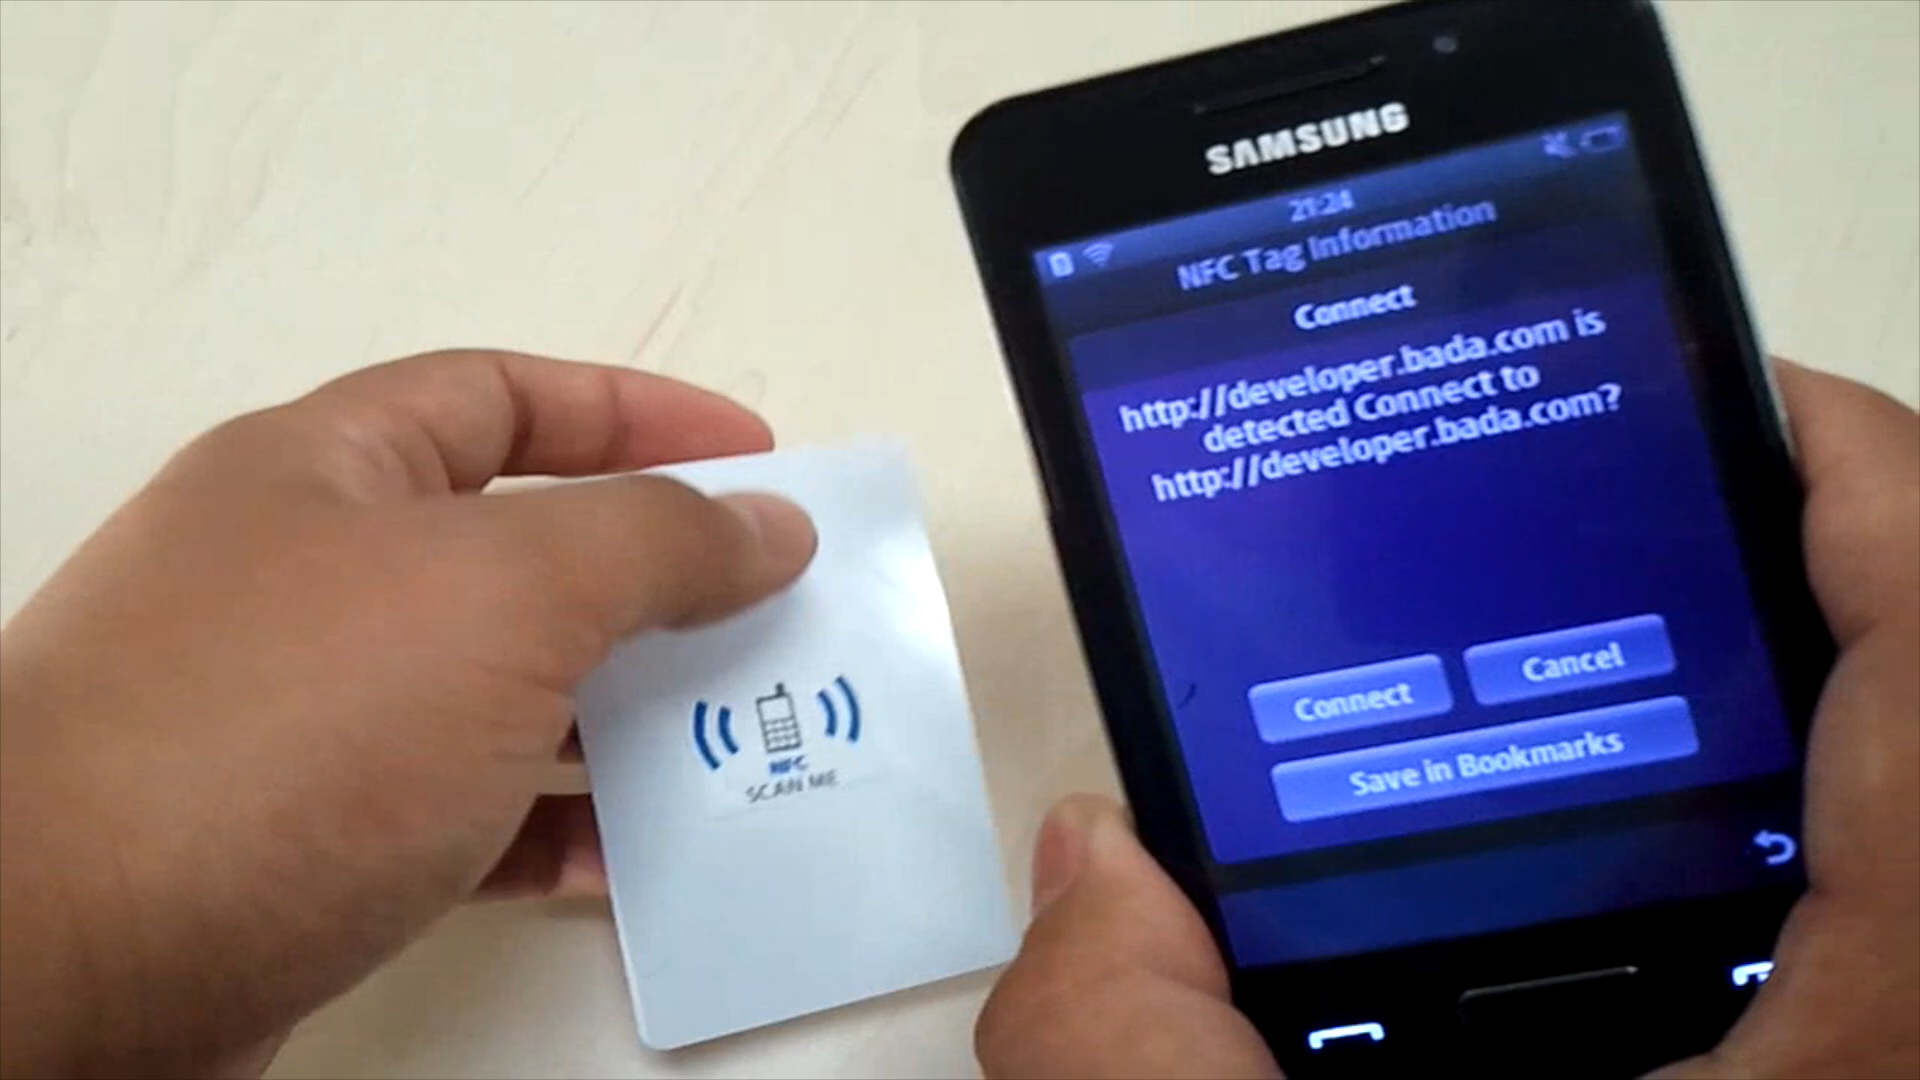 SAMSUNG
21:24
NFC Tag Information
Connect
http://developer.bada.com is
detected Connect to
http://developer.bada.com?
Connect
Cancel
Save in Bookmarks
NFC
SCAN ME